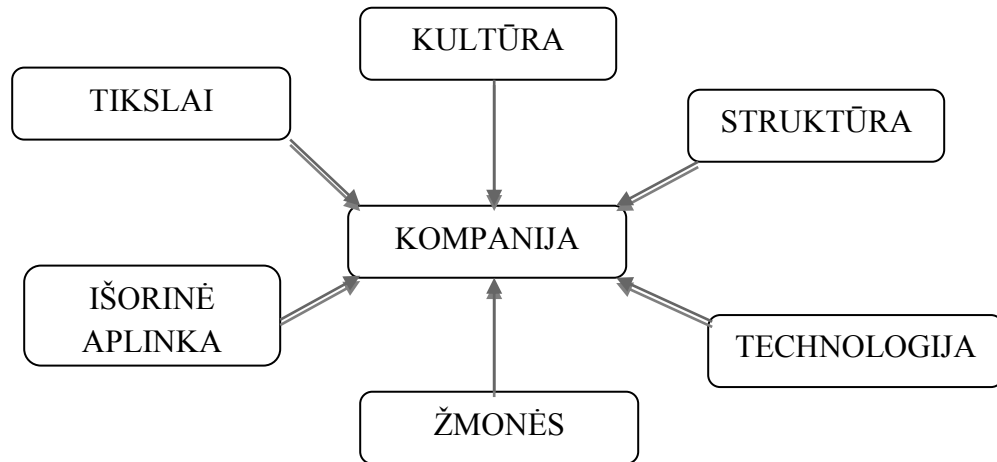 KULTŪRA
TIKSLAI
STRUKTŪRA
KOMPANIJA
IŠORINĖ
APLINKA
TECHNOLOGIJA
ŽMONĖS